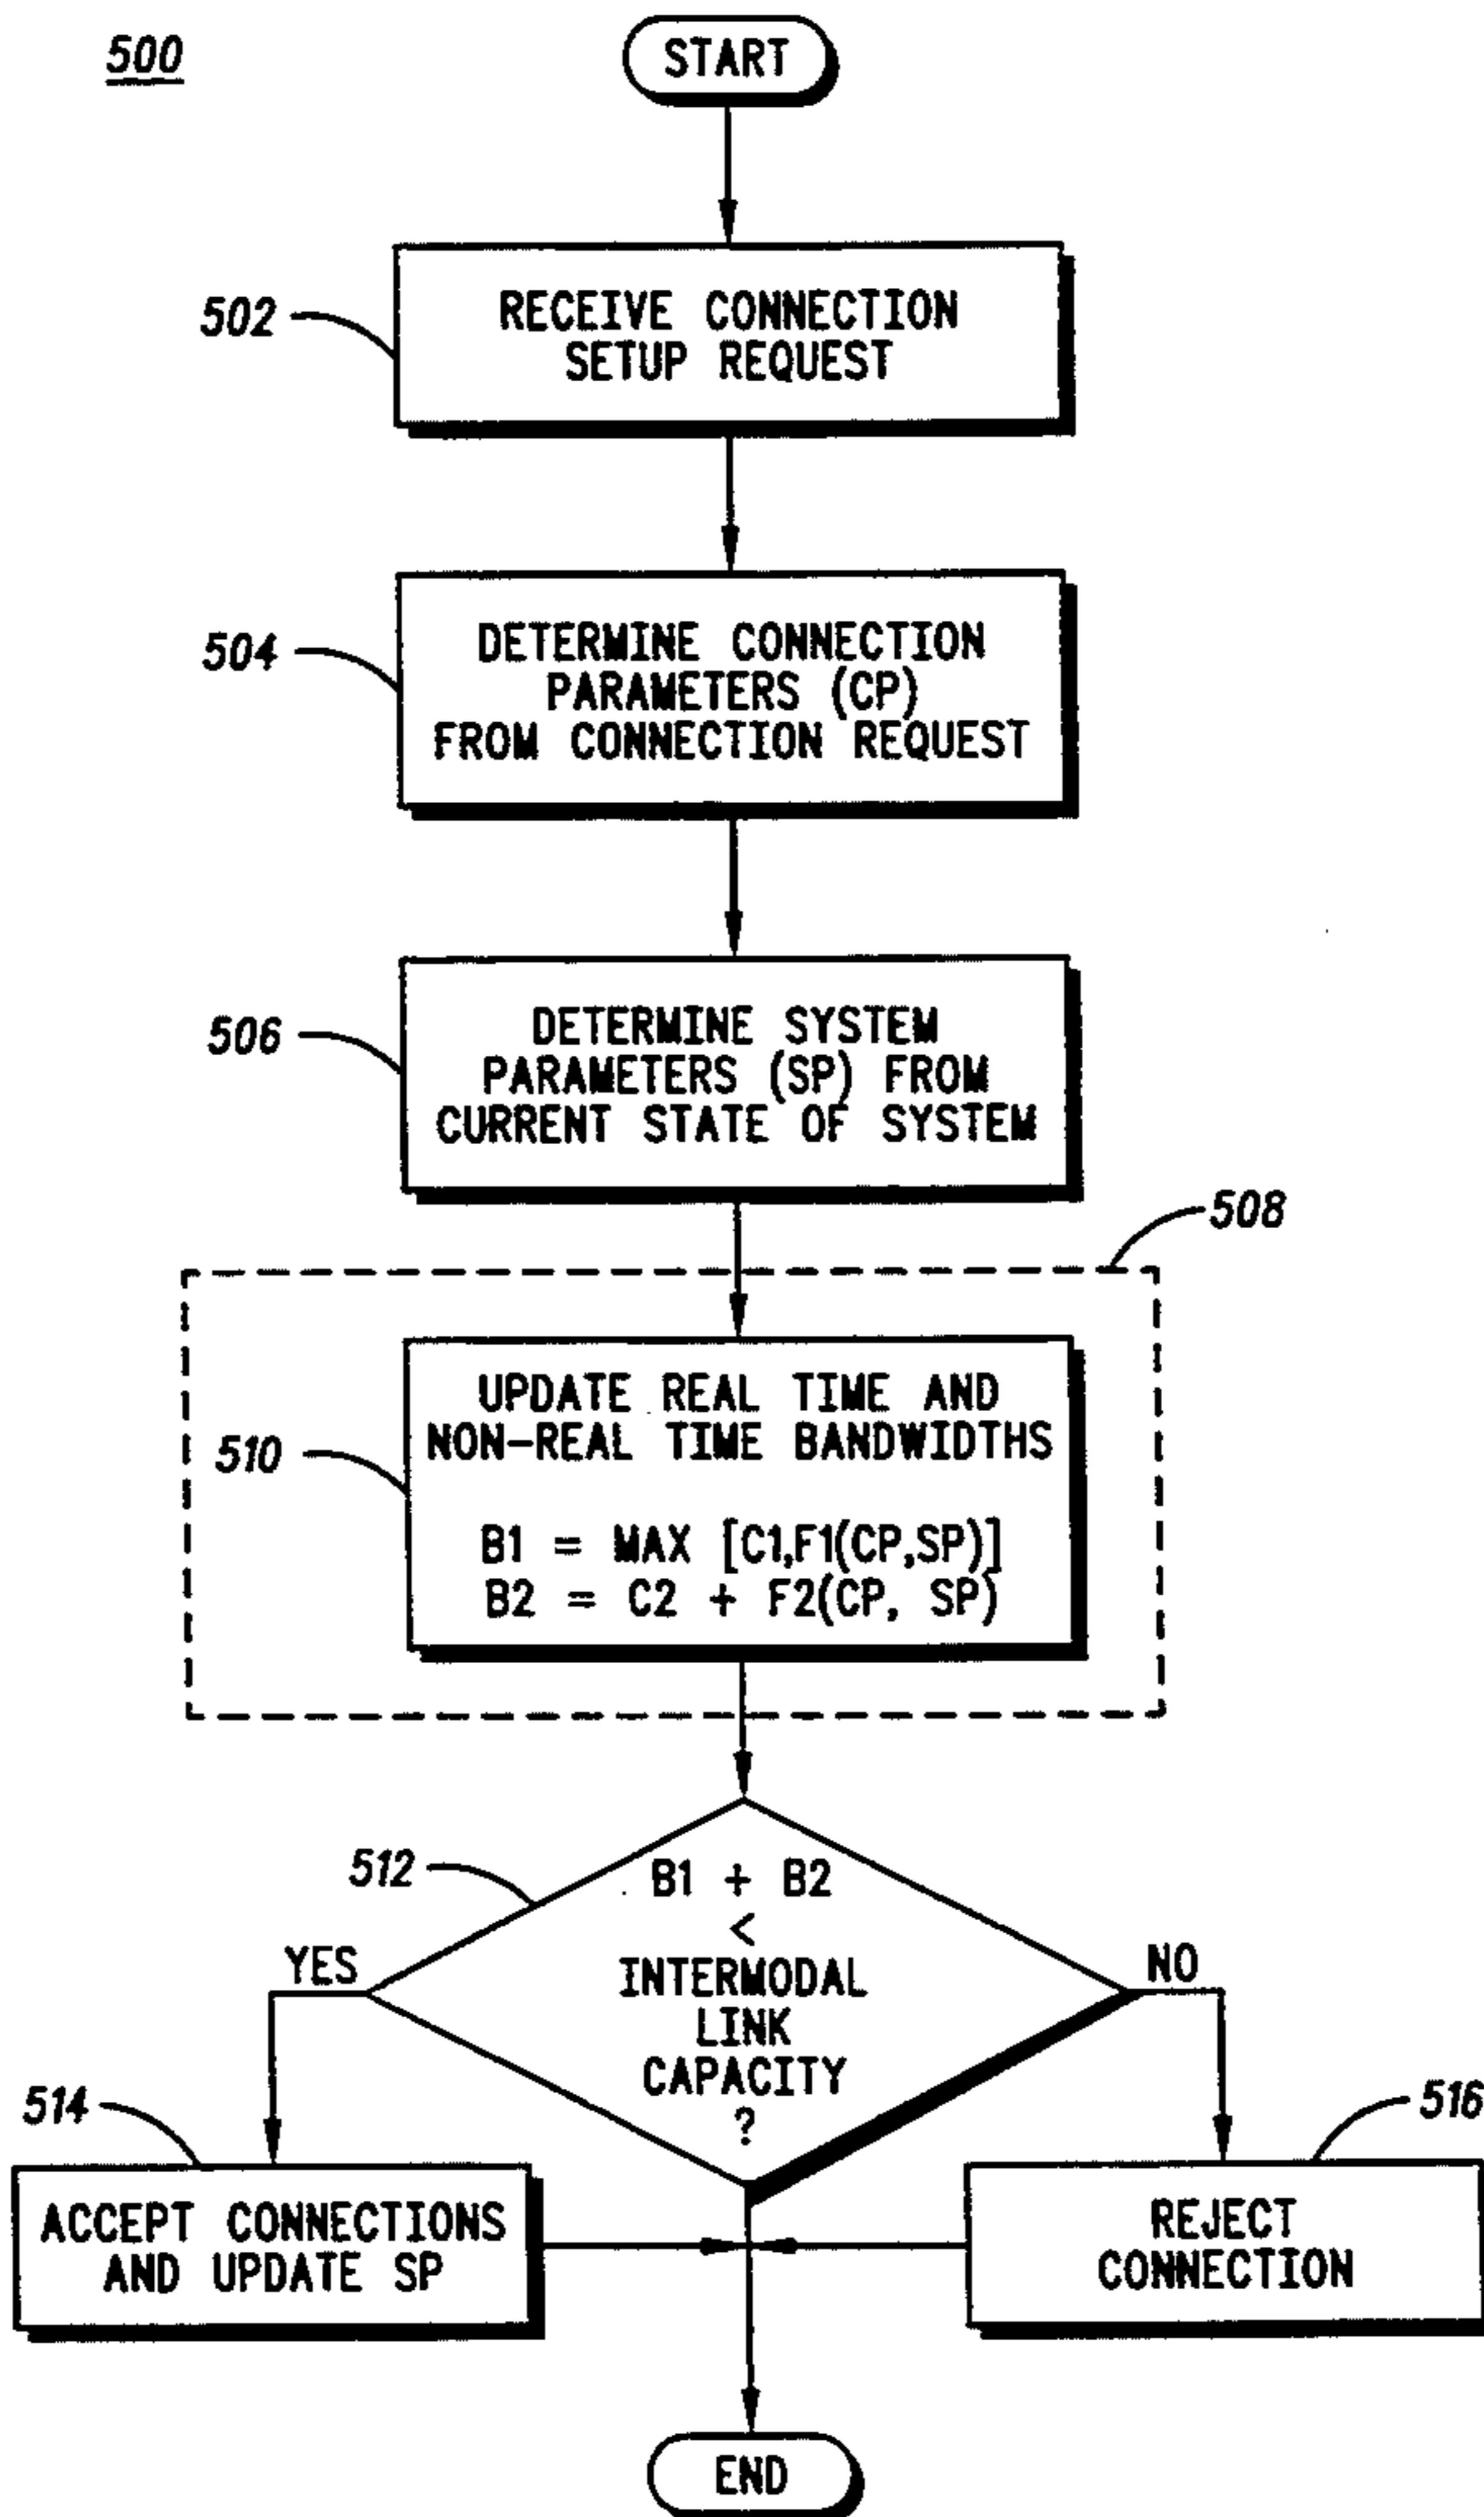 500
START
502
RECEIVE CONNECTION
SETUP REQUEST
504
DETERMINE CONNECTION
PARAMETERS (CP)
FROM CONNECTION REQUEST
506
DETERMINE SYSTEM
PARAMETERS (SP) FROM
CURRENT STATE OF SYSTEM
508
510
UPDATE REAL TIME AND
NON-REAL TIME BANDWIDTHS
B1 = MAX [C1,F1(CP,SP)]
B2 = C2 + F2(CP, SP)
512
B1 + B2
<
INTERMODAL
LINK
CAPACITY
?
YES
NO
514
ACCEPT CONNECTIONS
AND UPDATE SP
516
REJECT
CONNECTION
END